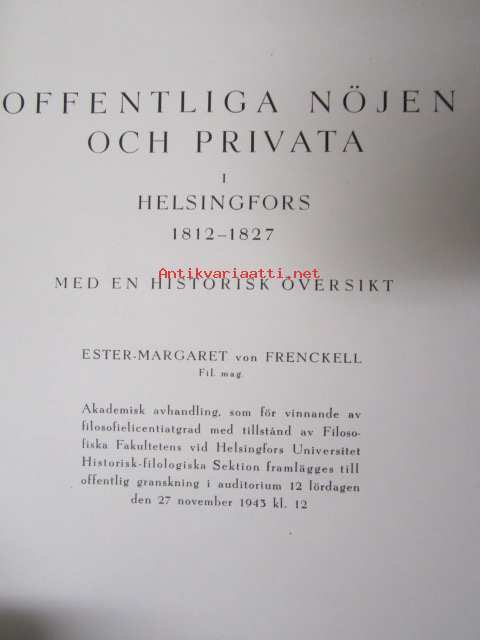 OFFENTLIGA NÖJEN
OCH PRIVATA
I
HELSINGFORS
1812-1827
Antikvariaatti.net
MED EN HISTORISK ÖVERSIKT
ESTER-MARGARET von FRENCKELL
Fil. mag.
Akademisk avhandling, som för vinnande av
filosofielicentiatgrad med tillstånd av Filoso-
fiska Fakultetens vid Helsingfors Universitet
Historisk-filologiska Sektion framlägges till
offentlig granskning i auditorium 12 lördagen
den 27 november 1943 kl. 12